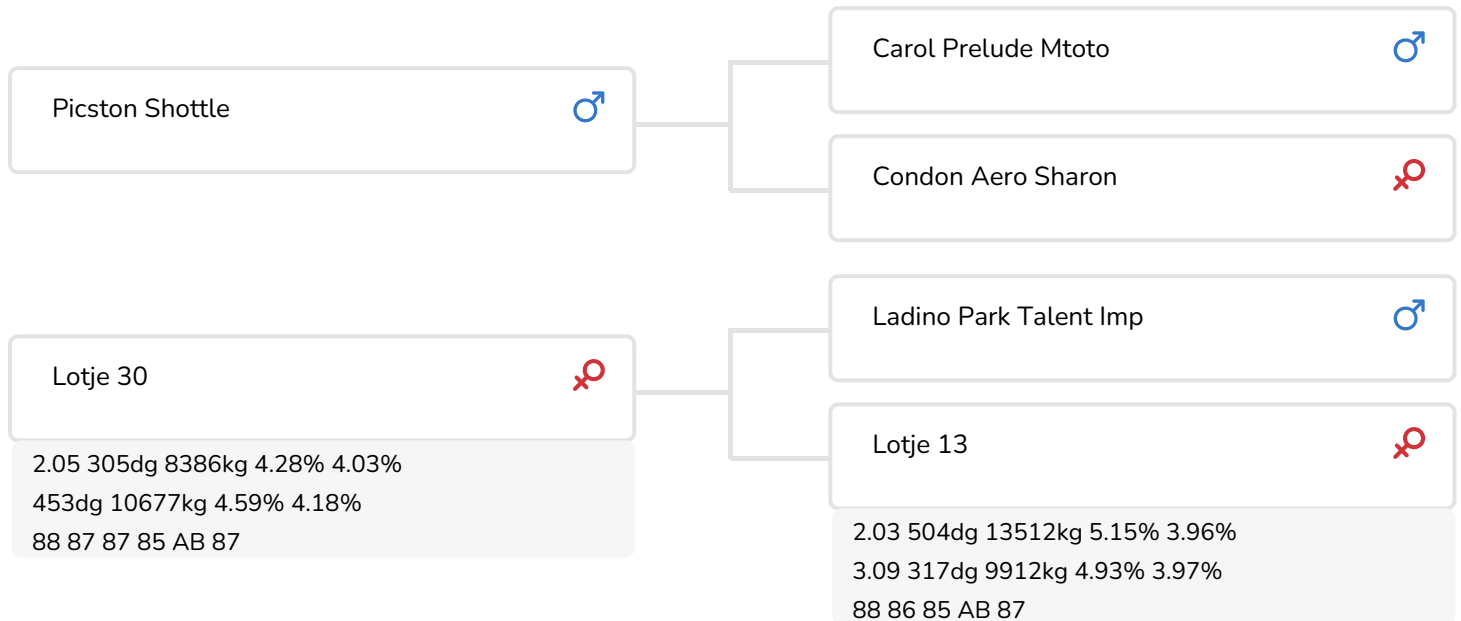 Picston Shottle
Carol Prelude Mtoto
Condon Aero Sharon
Lotje 30
2.05 305dg 8386kg 4.28% 4.03%
453dg 10677kg 4.59% 4.18%
88 87 87 85 AB 87
Ladino Park Talent Imp
Lotje 13
2.03 504dg 13512kg 5.15% 3.96%
3.09 317dg 9912kg 4.93% 3.97%
88 86 85 AB 87